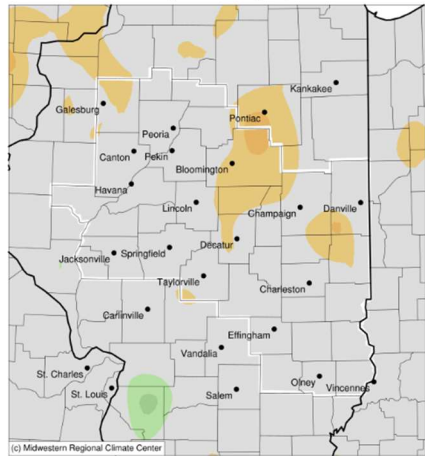 Kankakee
Galesburg
Pontiac
Peoria
Canton
Pekin
Bloomington
Havana
Lincoln
Champaign
Danville
Decatur
Jacksonville
Springfield
Taylorville
Charleston
Carlinville
Effingham
Vandalia
St. Charles
St. Louis
Salem
Olney
Vincennes
(c) Midwestern Regional Climate Center